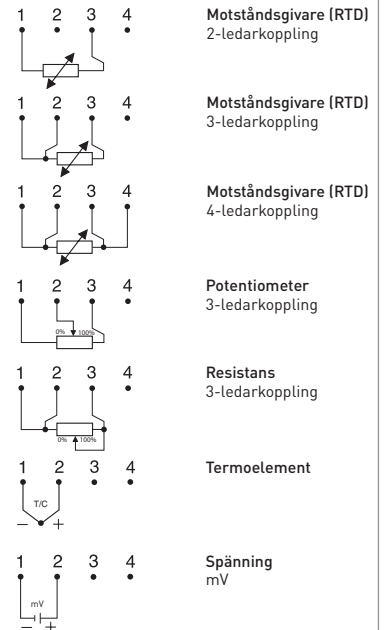 1 2 3 4 Motståndsgivare (RTD)
2-ledarkoppling
1 2 3 4 Motståndsgivare (RTD)
3-ledarkoppling
1 2 3 4 Motståndsgivare (RTD)
4-ledarkoppling
1 2 3 4 Potentiometer
3-ledarkoppling
0% 100%
1 2 3 4 Resistans
3-ledarkoppling
0% 100%
1 2 3 4 Termoelement
T/C
− +
1 2 3 4 Spänning
mV
mV
− +